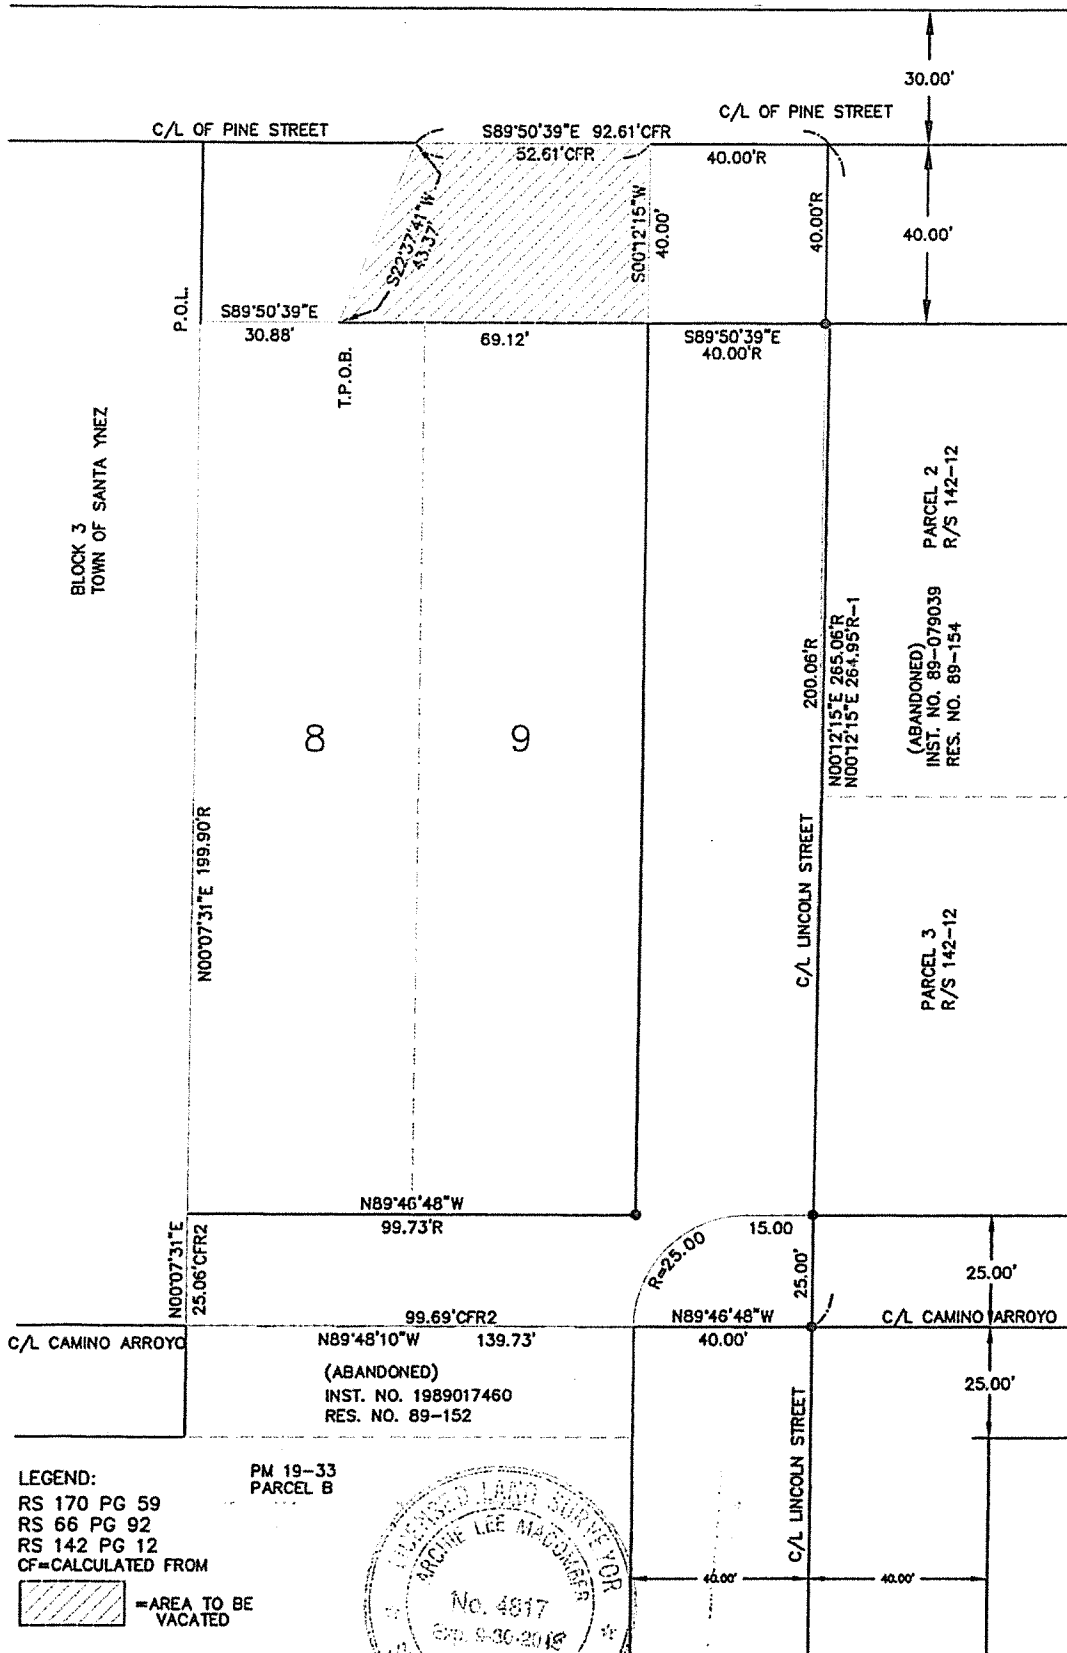 30.00'
C/L OF PINE STREET
S89°50'39"E 92.61'CFR
C/L OF PINE STREET
52.61'CFR
40.00'R
S22°37'41"W
43.37'
S00°12'15"W
40.00'
40.00'R
40.00'
P.O.L.
S89°50'39"E
30.88'
T.P.O.B.
69.12'
S89°50'39"E
40.00'R
BLOCK 3
TOWN OF SANTA YNEZ
PARCEL 2
R/S 142-12
(ABANDONED)
INST. NO. 89-079039
RES. NO. 89-154
200.06'R
N00°12'15"E 265.06'R
N00°12'15"E 264.95'R-1
8
9
N00°07'31"E 199.90'R
C/L LINCOLN STREET
PARCEL 3
R/S 142-12
N89°46'48"W
99.73'R
N00°07'31"E
25.06'CFR2
R=25.00
15.00
25.00'
25.00'
99.69'CFR2
N89°46'48"W
C/L CAMINO ARROYO
C/L CAMINO ARROYO
N89°48'10"W
139.73'
40.00'
(ABANDONED)
INST. NO. 1989017460
RES. NO. 89-152
25.00'
C/L LINCOLN STREET
LEGEND:
RS 170 PG 59
RS 66 PG 92
RS 142 PG 12
CF=CALCULATED FROM
=AREA TO BE
VACATED
PM 19-33
PARCEL B
LICENSED LAND SURVEYOR
ARCHIE LEE MACOMBER
No. 4817
Exp. 9-30-2018
40.00'
40.00'